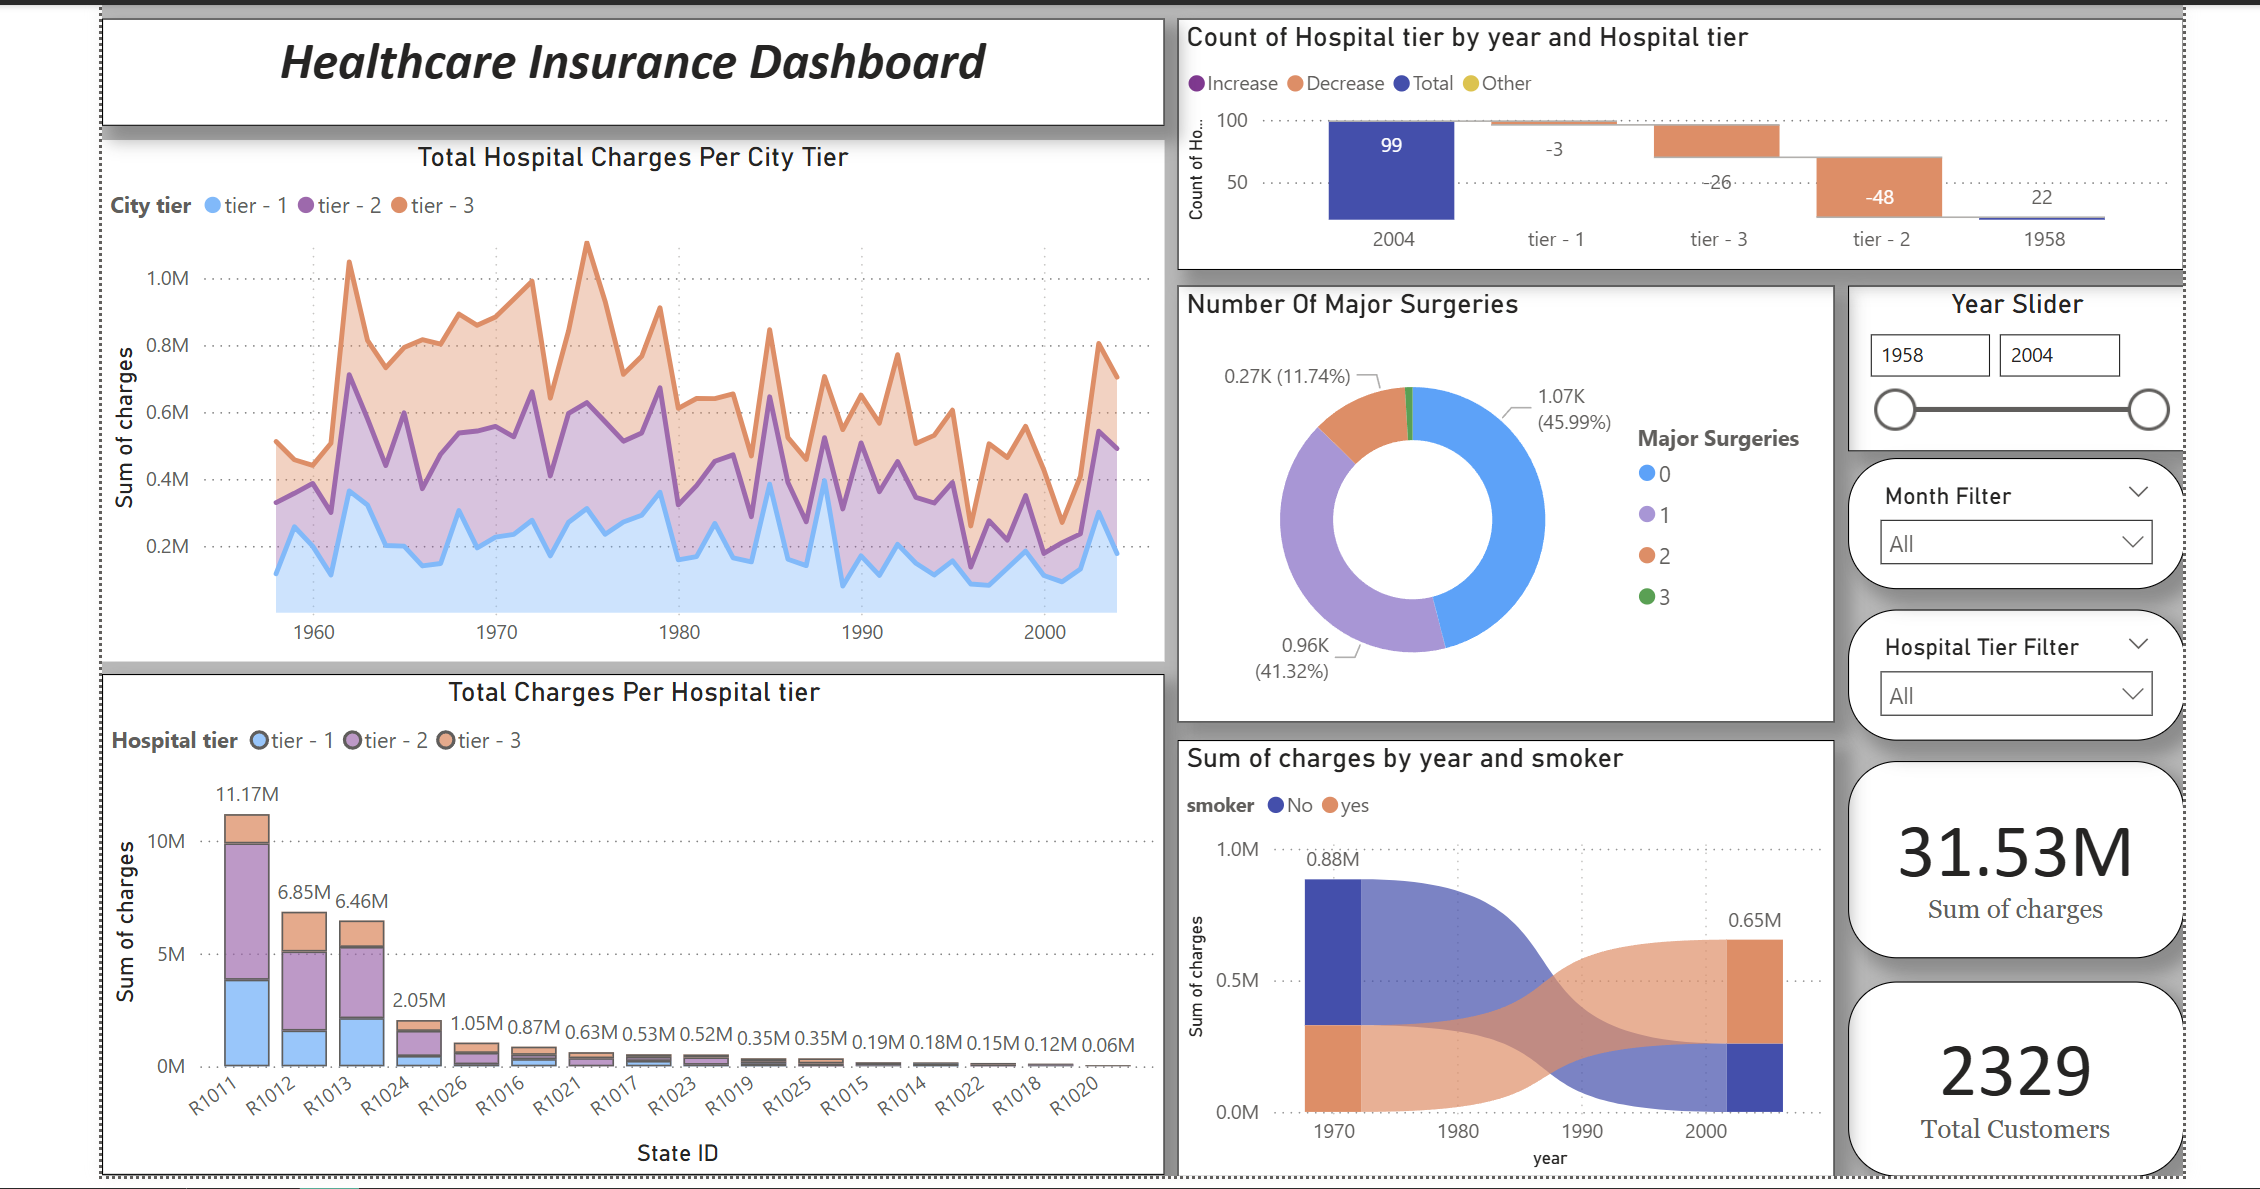 Healthcare Insurance Dashboard
Total Hospital Charges Per City Tier
City tier tier - 1 tier - 2 tier - 3
Sum of charges
1.0M
0.8M
0.6M
0.4M
0.2M
1960 1970 1980 1990 2000
Total Charges Per Hospital tier
Hospital tier tier - 1 tier - 2 tier - 3
Sum of charges
10M
5M
0M
11.17M 6.85M 6.46M 2.05M 1.05M 0.87M 0.63M 0.53M 0.52M 0.35M 0.35M 0.19M 0.18M 0.15M 0.12M 0.06M
R1011 R1012 R1013 R1024 R1026 R1016 R1021 R1017 R1023 R1019 R1025 R1015 R1014 R1022 R1018 R1020
State ID
Count of Hospital tier by year and Hospital tier
Increase Decrease Total Other
Count of Ho...
100
50
99 -3 -26 -48 22
2004 tier - 1 tier - 3 tier - 2 1958
Number Of Major Surgeries
0.27K (11.74%)
1.07K
(45.99%)
0.96K
(41.32%)
Major Surgeries
0
1
2
3
Sum of charges by year and smoker
smoker No yes
Sum of charges
1.0M
0.5M
0.0M
0.88M
0.65M
1970 1980 1990 2000
year
Year Slider
1958 2004
Month Filter
All
Hospital Tier Filter
All
31.53M
Sum of charges
2329
Total Customers